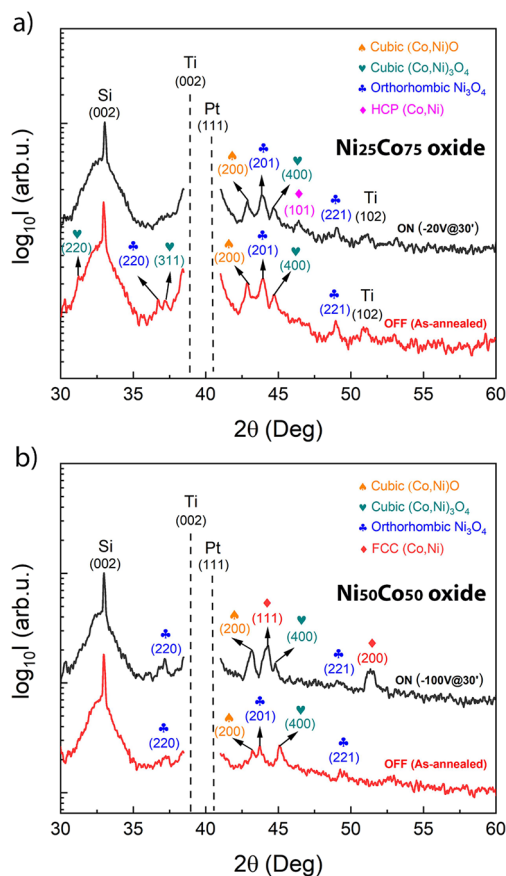 a)
Ti
(002)
♠ Cubic (Co,Ni)O
♥ Cubic (Co,Ni)₃O₄
♣ Orthorhombic Ni₃O₄
♦ HCP (Co,Ni)
Si
(002)
Pt
(111)
Ni25Co75 oxide
♠
(200)
♣
(201)
♥
(400)
♦
(101)
♣
(221)
Ti
(102)
ON (-20V@30')
♥
(220)
♣
(220)
♥
(311)
♠
(200)
♣
(201)
♥
(400)
♣
(221)
Ti
(102)
OFF (As-annealed)
log₁₀I (arb.u.)
30 35 40 45 50 55 60
2θ (Deg)
b)
Ti
(002)
♠ Cubic (Co,Ni)O
♥ Cubic (Co,Ni)₃O₄
♣ Orthorhombic Ni₃O₄
♦ FCC (Co,Ni)
Si
(002)
Pt
(111)
Ni50Co50 oxide
♣
(220)
♠
(200)
♦
(111)
♥
(400)
♣
(221)
♦
(200)
ON (-100V@30')
♣
(220)
♠
(200)
♣
(201)
♥
(400)
♣
(221)
OFF (As-annealed)
log₁₀I (arb.u.)
30 35 40 45 50 55 60
2θ (Deg)